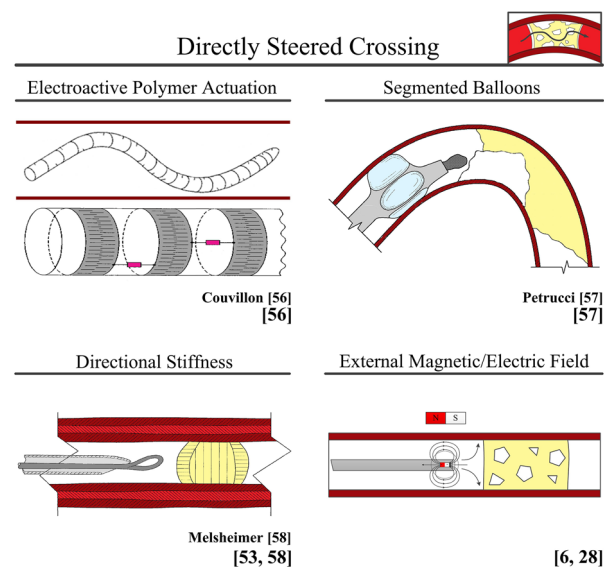 Directly Steered Crossing
Electroactive Polymer Actuation
Segmented Balloons
Couvillon [56]
[56]
Petrucci [57]
[57]
Directional Stiffness
External Magnetic/Electric Field
N S
Melsheimer [58]
[53, 58]
[6, 28]